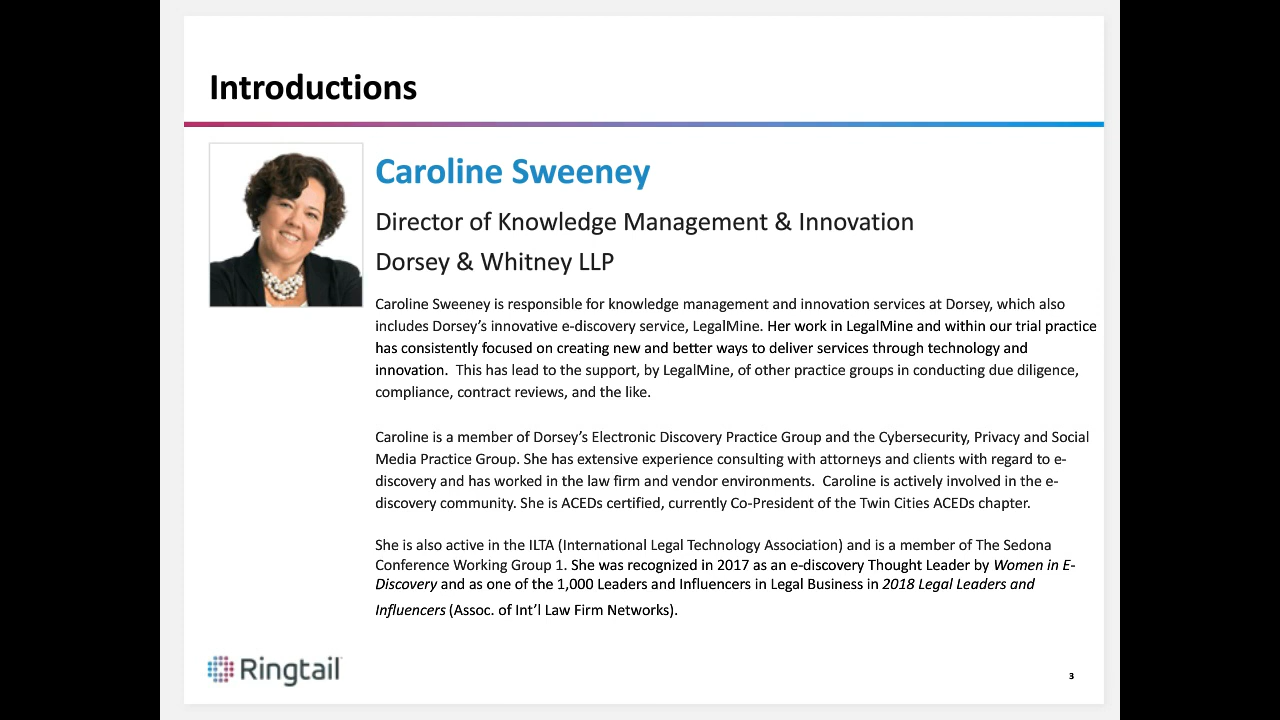 Introductions
Caroline Sweeney
Director of Knowledge Management & Innovation
Dorsey & Whitney LLP
Caroline Sweeney is responsible for knowledge management and innovation services at Dorsey, which also
includes Dorsey’s innovative e-discovery service, LegalMine. Her work in LegalMine and within our trial practice
has consistently focused on creating new and better ways to deliver services through technology and
innovation.  This has lead to the support, by LegalMine, of other practice groups in conducting due diligence,
compliance, contract reviews, and the like.
Caroline is a member of Dorsey’s Electronic Discovery Practice Group and the Cybersecurity, Privacy and Social
Media Practice Group. She has extensive experience consulting with attorneys and clients with regard to e-
discovery and has worked in the law firm and vendor environments.  Caroline is actively involved in the e-
discovery community. She is ACEDs certified, currently Co-President of the Twin Cities ACEDs chapter.
She is also active in the ILTA (International Legal Technology Association) and is a member of The Sedona
Conference Working Group 1. She was recognized in 2017 as an e-discovery Thought Leader by Women in E-
Discovery and as one of the 1,000 Leaders and Influencers in Legal Business in 2018 Legal Leaders and
Influencers (Assoc. of Int’l Law Firm Networks).
Ringtail
3